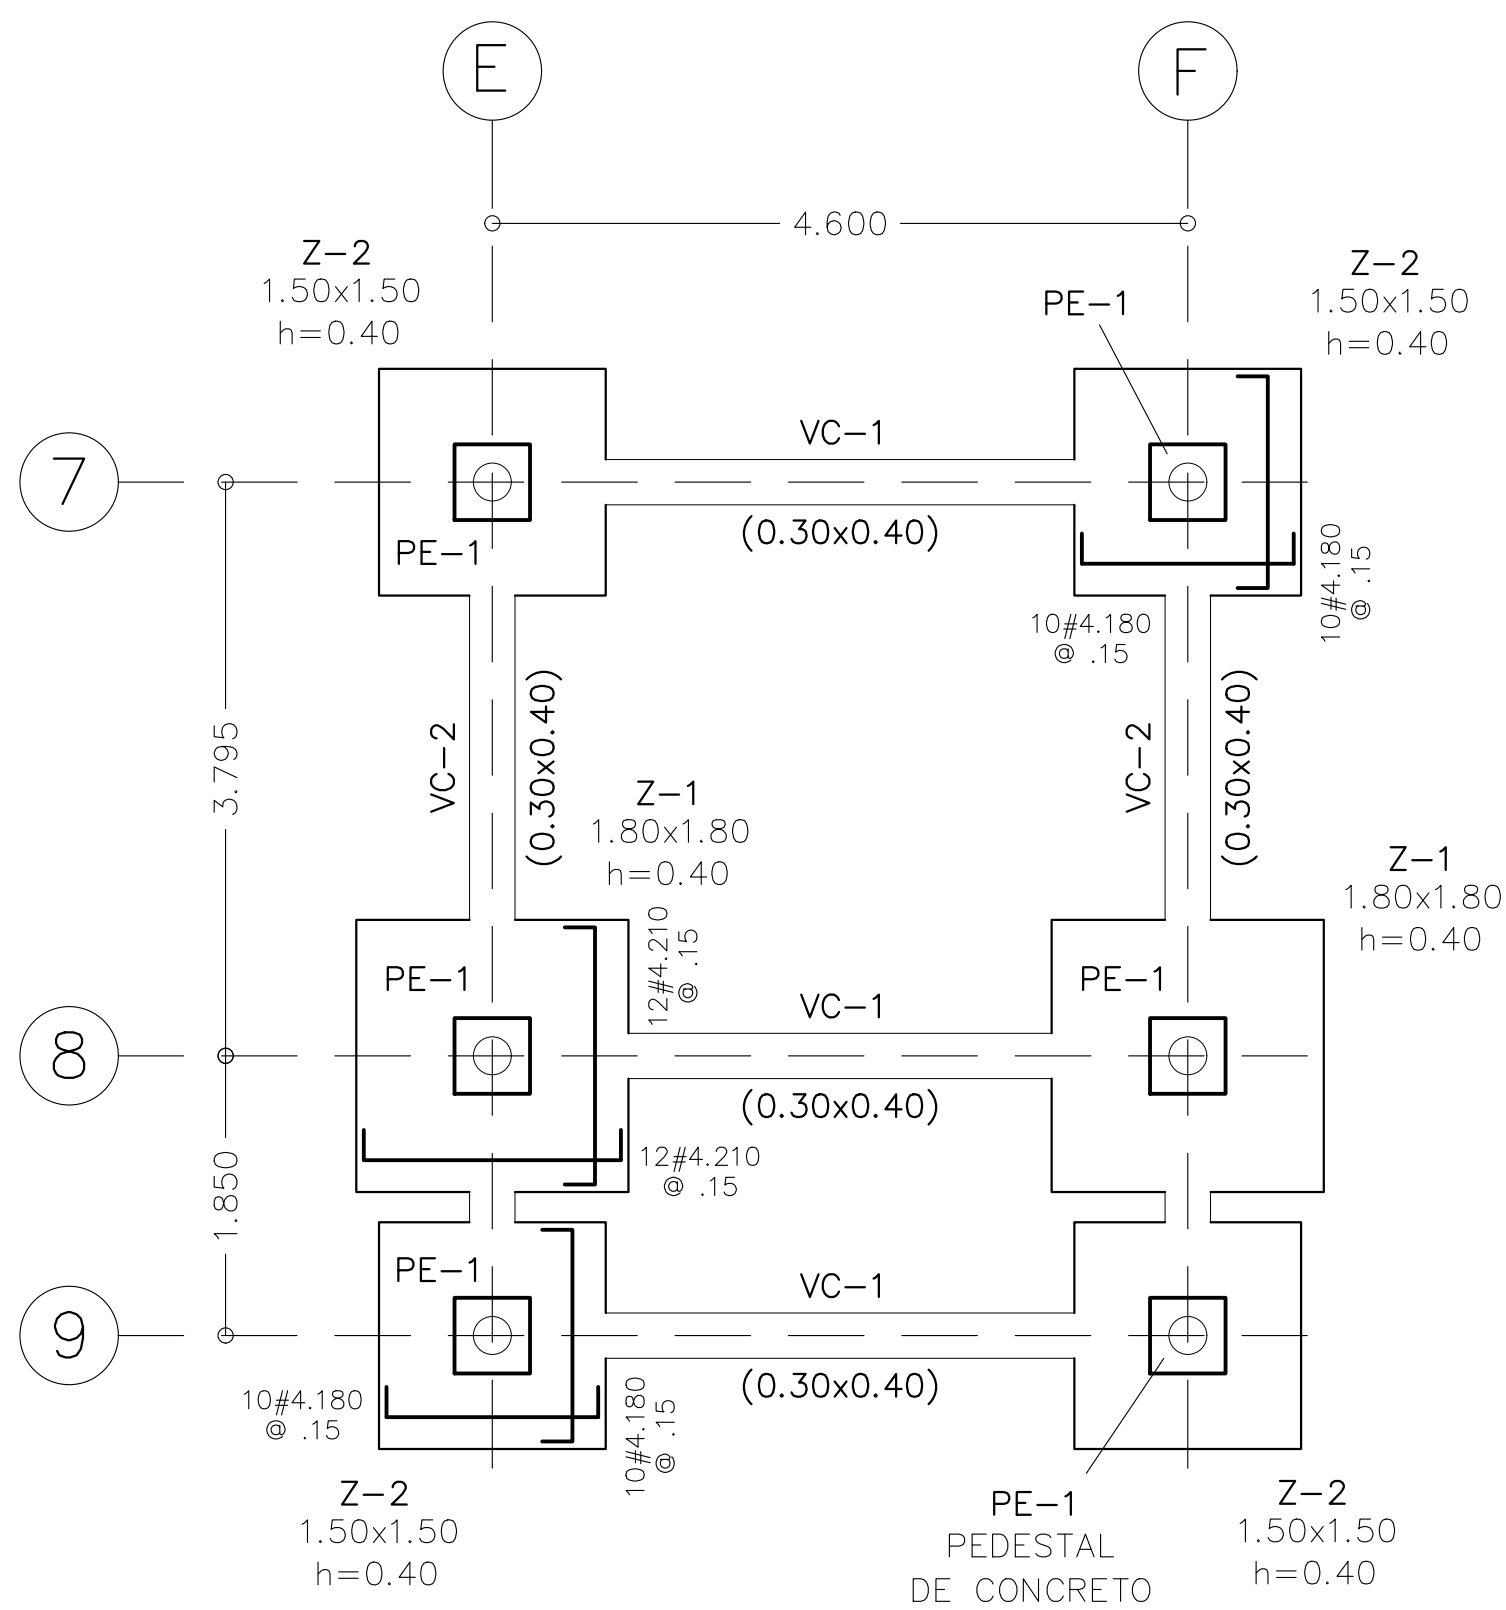 E
F
4.600
Z-2
1.50x1.50
h=0.40
Z-2
1.50x1.50
h=0.40
PE-1
7
VC-1
(0.30x0.40)
PE-1
10#4.180
@ .15
10#4.180
@ .15
3.795
VC-2
(0.30x0.40)
VC-2
(0.30x0.40)
Z-1
1.80x1.80
h=0.40
Z-1
1.80x1.80
h=0.40
12#4.210
@ .15
PE-1
PE-1
8
VC-1
(0.30x0.40)
12#4.210
@ .15
1.850
PE-1
VC-1
9
(0.30x0.40)
10#4.180
@ .15
10#4.180
@ .15
Z-2
1.50x1.50
h=0.40
PE-1
PEDESTAL
DE CONCRETO
Z-2
1.50x1.50
h=0.40